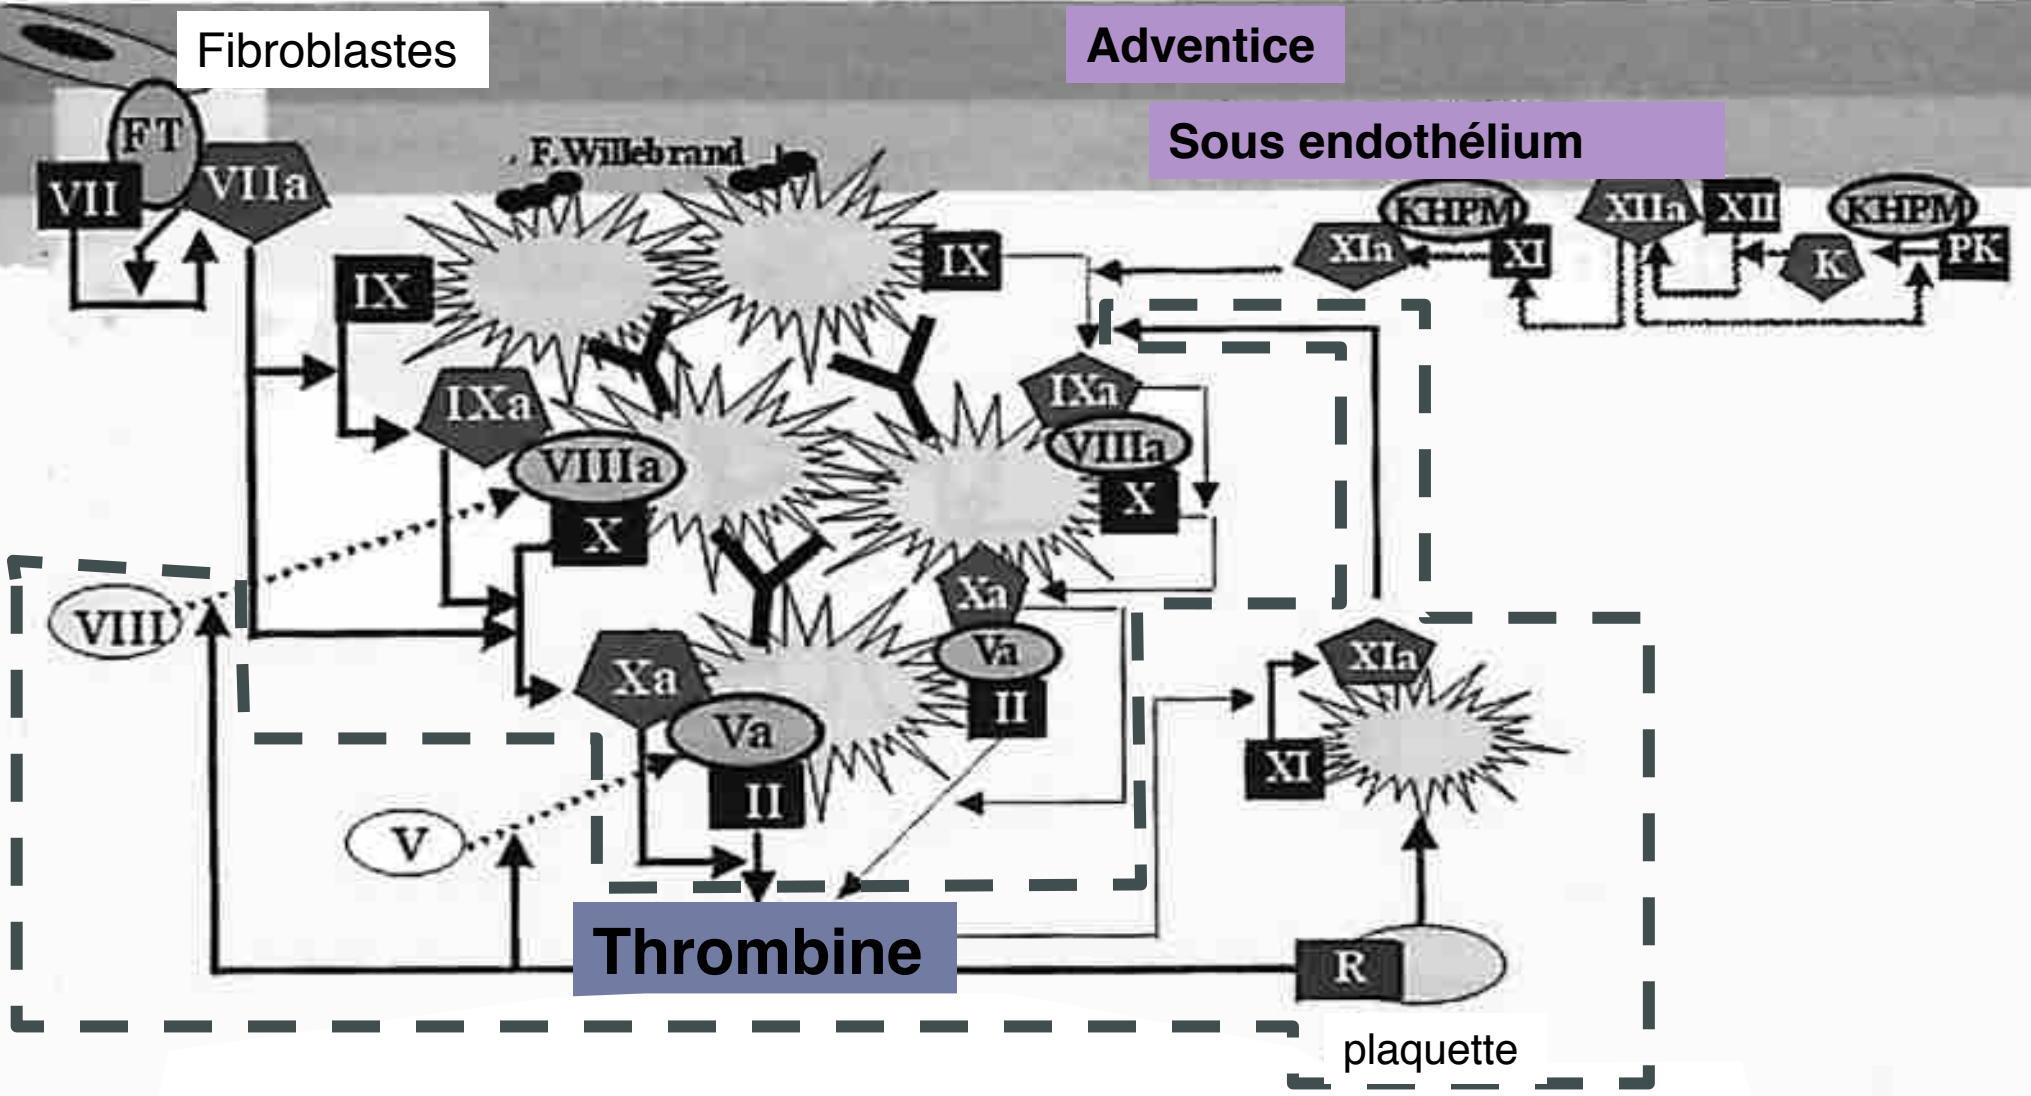 Fibroblastes
Adventice
Sous endothélium
FT
VII
VIIa
F. Willebrand
IX
IX
XIa
KHPM
XI
XIIa
XII
K
KHPM
PK
IXa
VIIIa
X
IXa
VIIIa
X
VIII
Xa
Va
II
Xa
Va
II
V
XIa
XI
Thrombine
R
plaquette